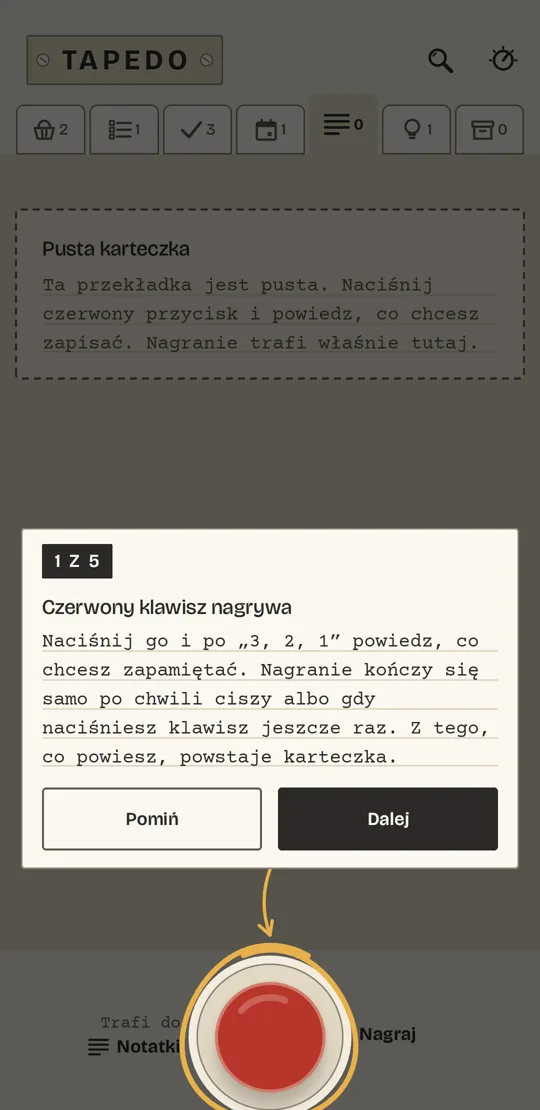 TAPEDO
2
1
3
1
0
1
0
Pusta karteczka
Ta przekładka jest pusta. Naciśnij
czerwony przycisk i powiedz, co chcesz
zapisać. Nagranie trafi właśnie tutaj.
1 Z 5
Czerwony klawisz nagrywa
Naciśnij go i po „3, 2, 1” powiedz, co
chcesz zapamiętać. Nagranie kończy się
samo po chwili ciszy albo gdy
naciśniesz klawisz jeszcze raz. Z tego,
co powiesz, powstaje karteczka.
Pomiń
Dalej
Trafi do
Notatki
Nagraj